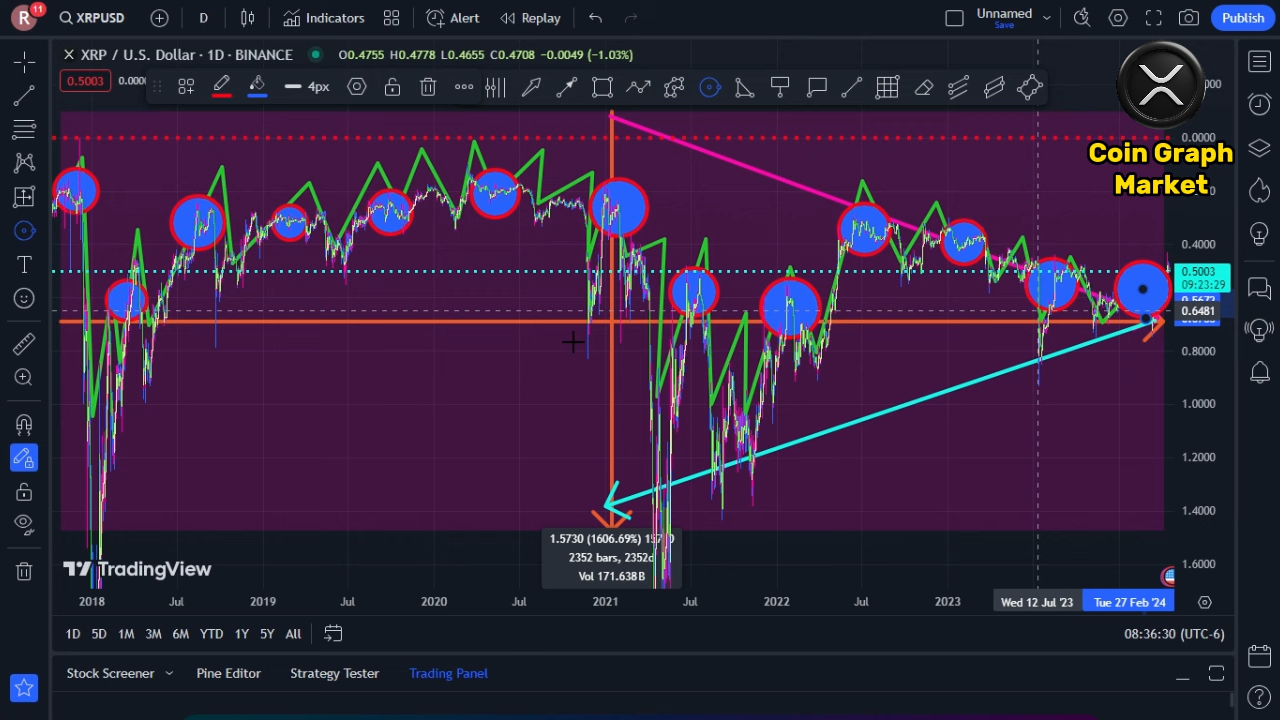 R
11
XRPUSD
D
Indicators
Alert
Replay
Unnamed
Save
Publish
XRP / U.S. Dollar · 1D · BINANCE
O0.4755 H0.4778 L0.4655 C0.4708 -0.0049 (-1.03%)
0.5003
4px
Coin Graph
Market
0.0000
0.4000
0.5003
09:23:29
0.6481
0.8000
1.0000
1.2000
1.4000
1.6000
1.5730 (1606.69%)
2352 bars, 2352d
Vol 171.638B
TradingView
2018
Jul
2019
Jul
2020
Jul
2021
Jul
2022
Jul
2023
Wed 12 Jul '23
Tue 27 Feb '24
1D
5D
1M
3M
6M
YTD
1Y
5Y
All
08:36:30 (UTC-6)
Stock Screener
Pine Editor
Strategy Tester
Trading Panel